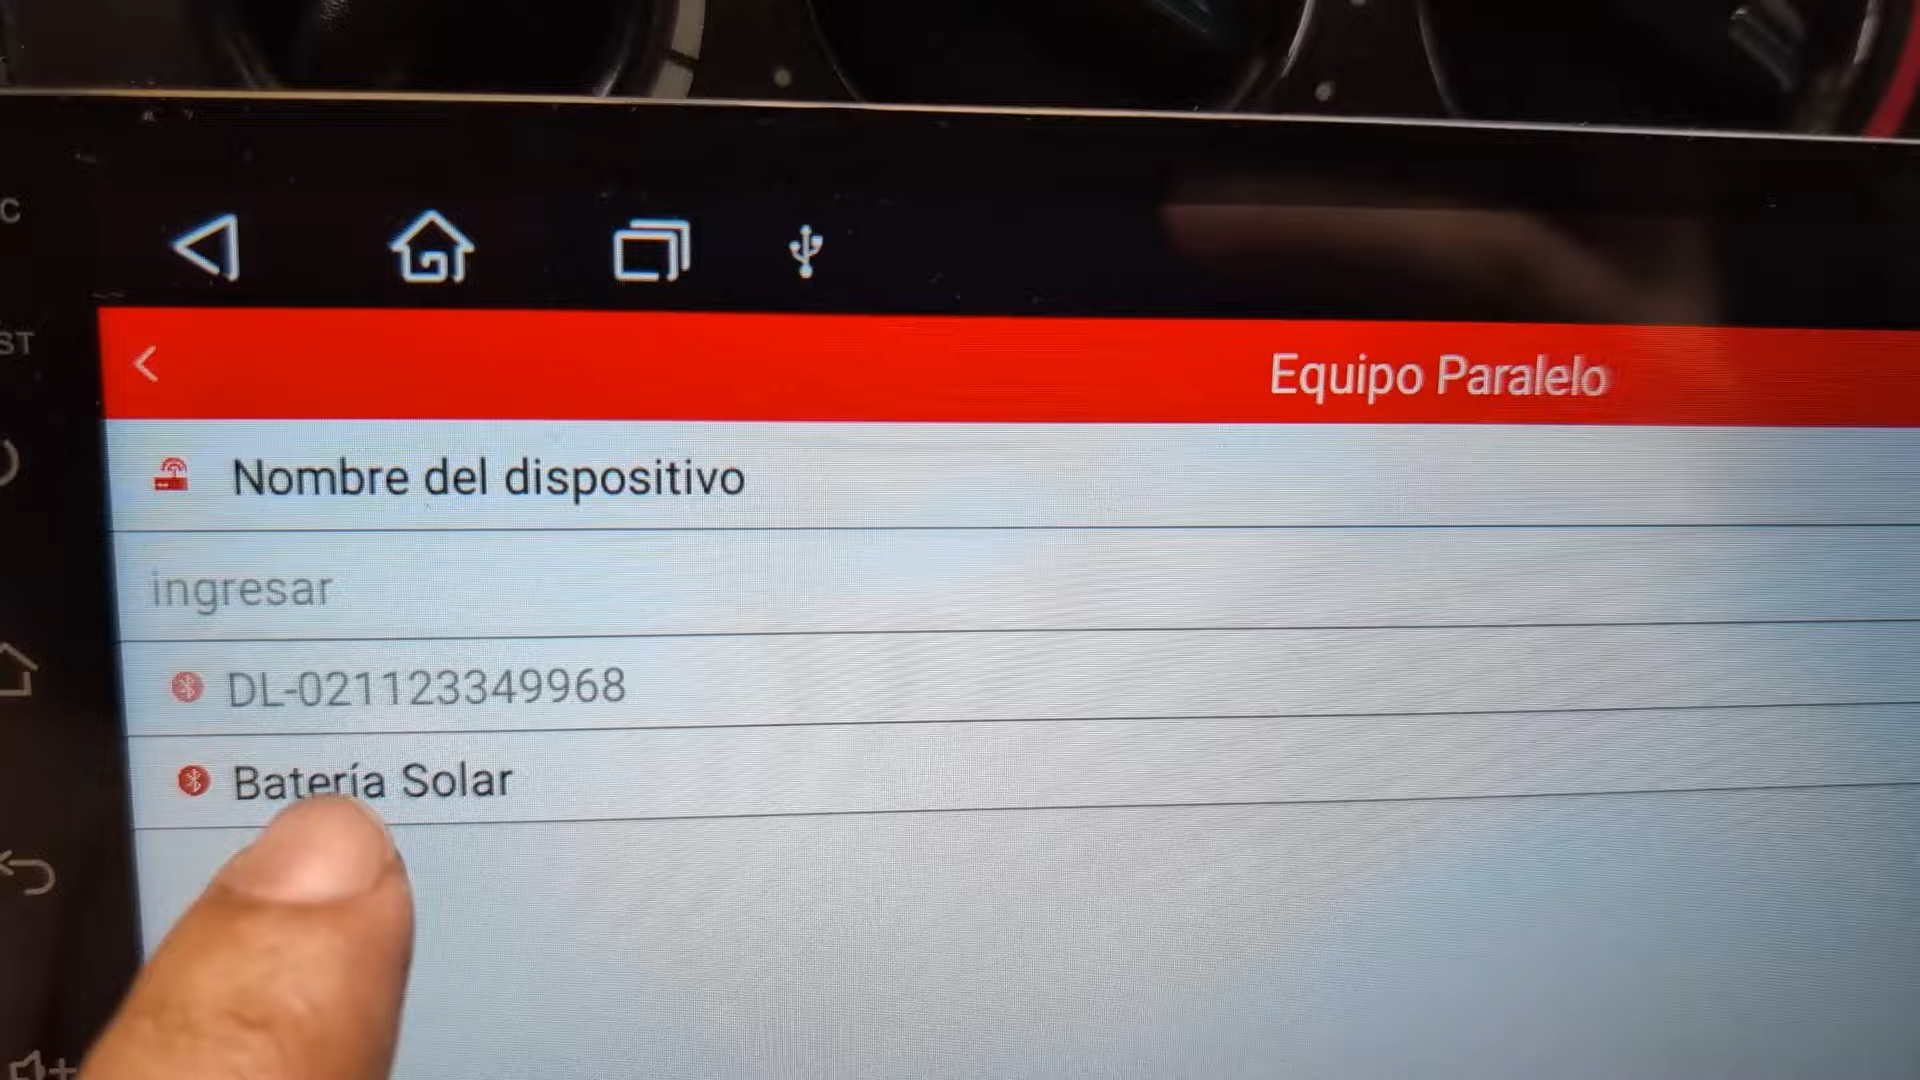 Equipo Paralelo
Nombre del dispositivo
ingresar
DL-021123349968
Batería Solar